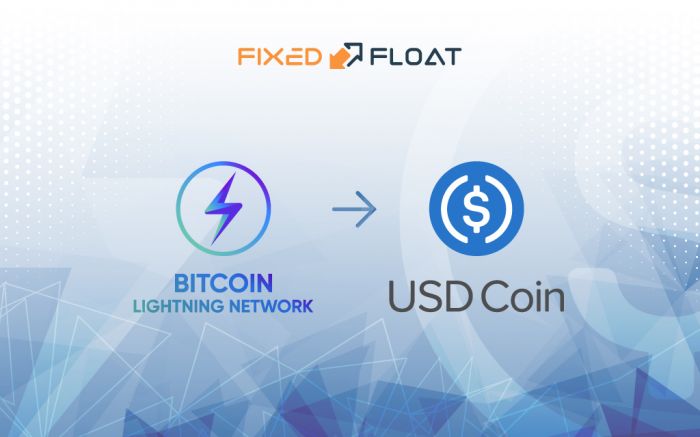 FIXED FLOAT
BITCOIN
LIGHTNING NETWORK
$
USD Coin